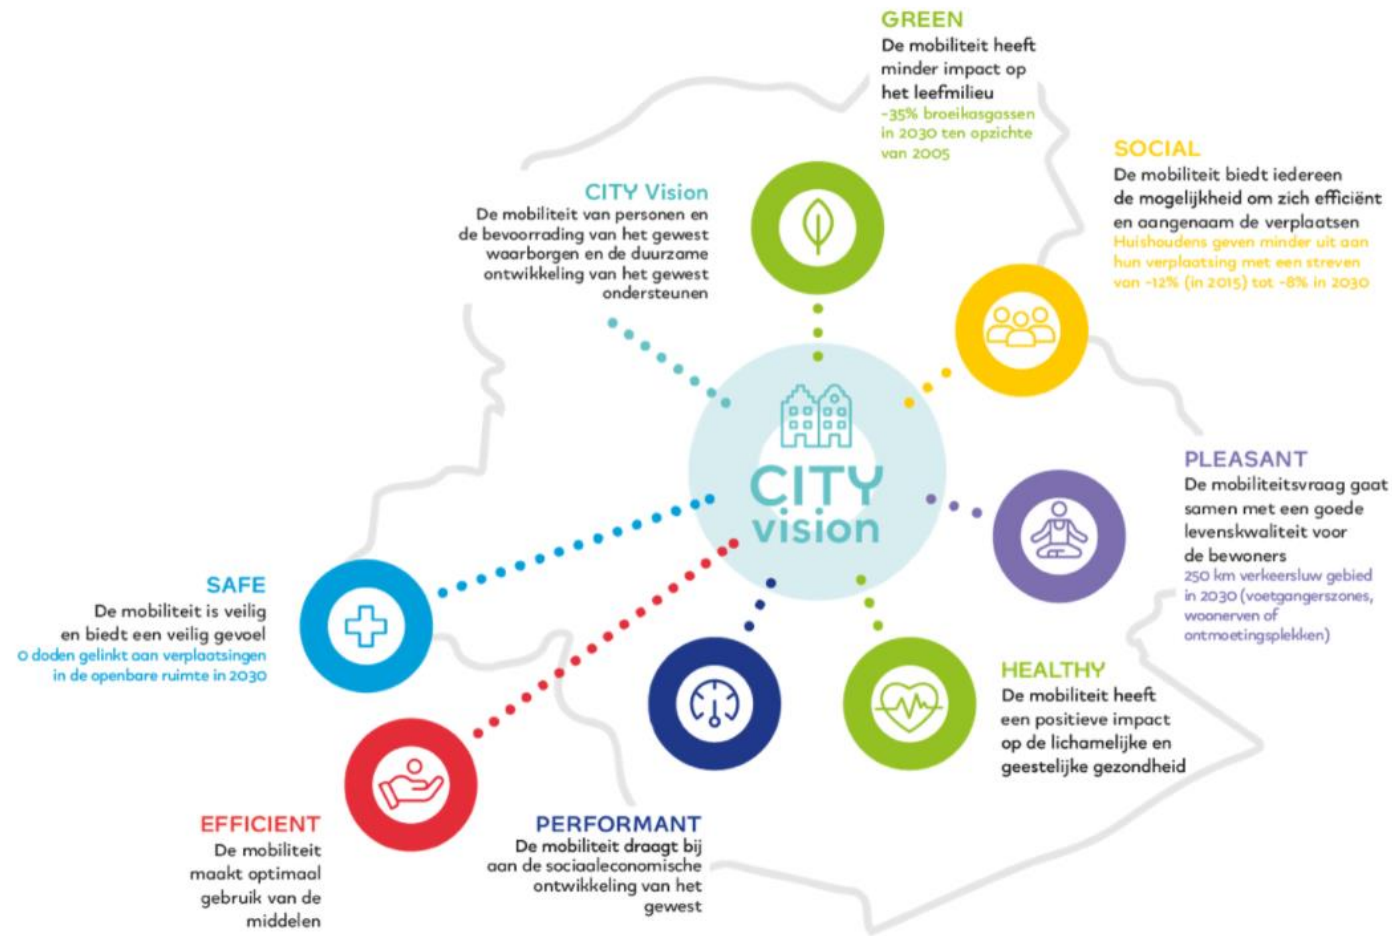 GREEN
De mobiliteit heeft
minder impact op
het leefmilieu
-35% broeikasgassen
in 2030 ten opzichte
van 2005
SOCIAL
De mobiliteit biedt iedereen
de mogelijkheid om zich efficiënt
en aangenaam de verplaatsen
Huishoudens geven minder uit aan
hun verplaatsing met een streven
van -12% (in 2015) tot -8% in 2030
CITY Vision
De mobiliteit van personen en
de bevoorrading van het gewest
waarborgen en de duurzame
ontwikkeling van het gewest
ondersteunen
CITY
vision
PLEASANT
De mobiliteitsvraag gaat
samen met een goede
levenskwaliteit voor
de bewoners
250 km verkeersluw gebied
in 2030 (voetgangerszones,
woonerven of
ontmoetingsplekken)
SAFE
De mobiliteit is veilig
en biedt een veilig gevoel
0 doden gelinkt aan verplaatsingen
in de openbare ruimte in 2030
HEALTHY
De mobiliteit heeft
een positieve impact
op de lichamelijke en
geestelijke gezondheid
EFFICIENT
De mobiliteit
maakt optimaal
gebruik van de
middelen
PERFORMANT
De mobiliteit draagt bij
aan de sociaaleconomische
ontwikkeling van het
gewest